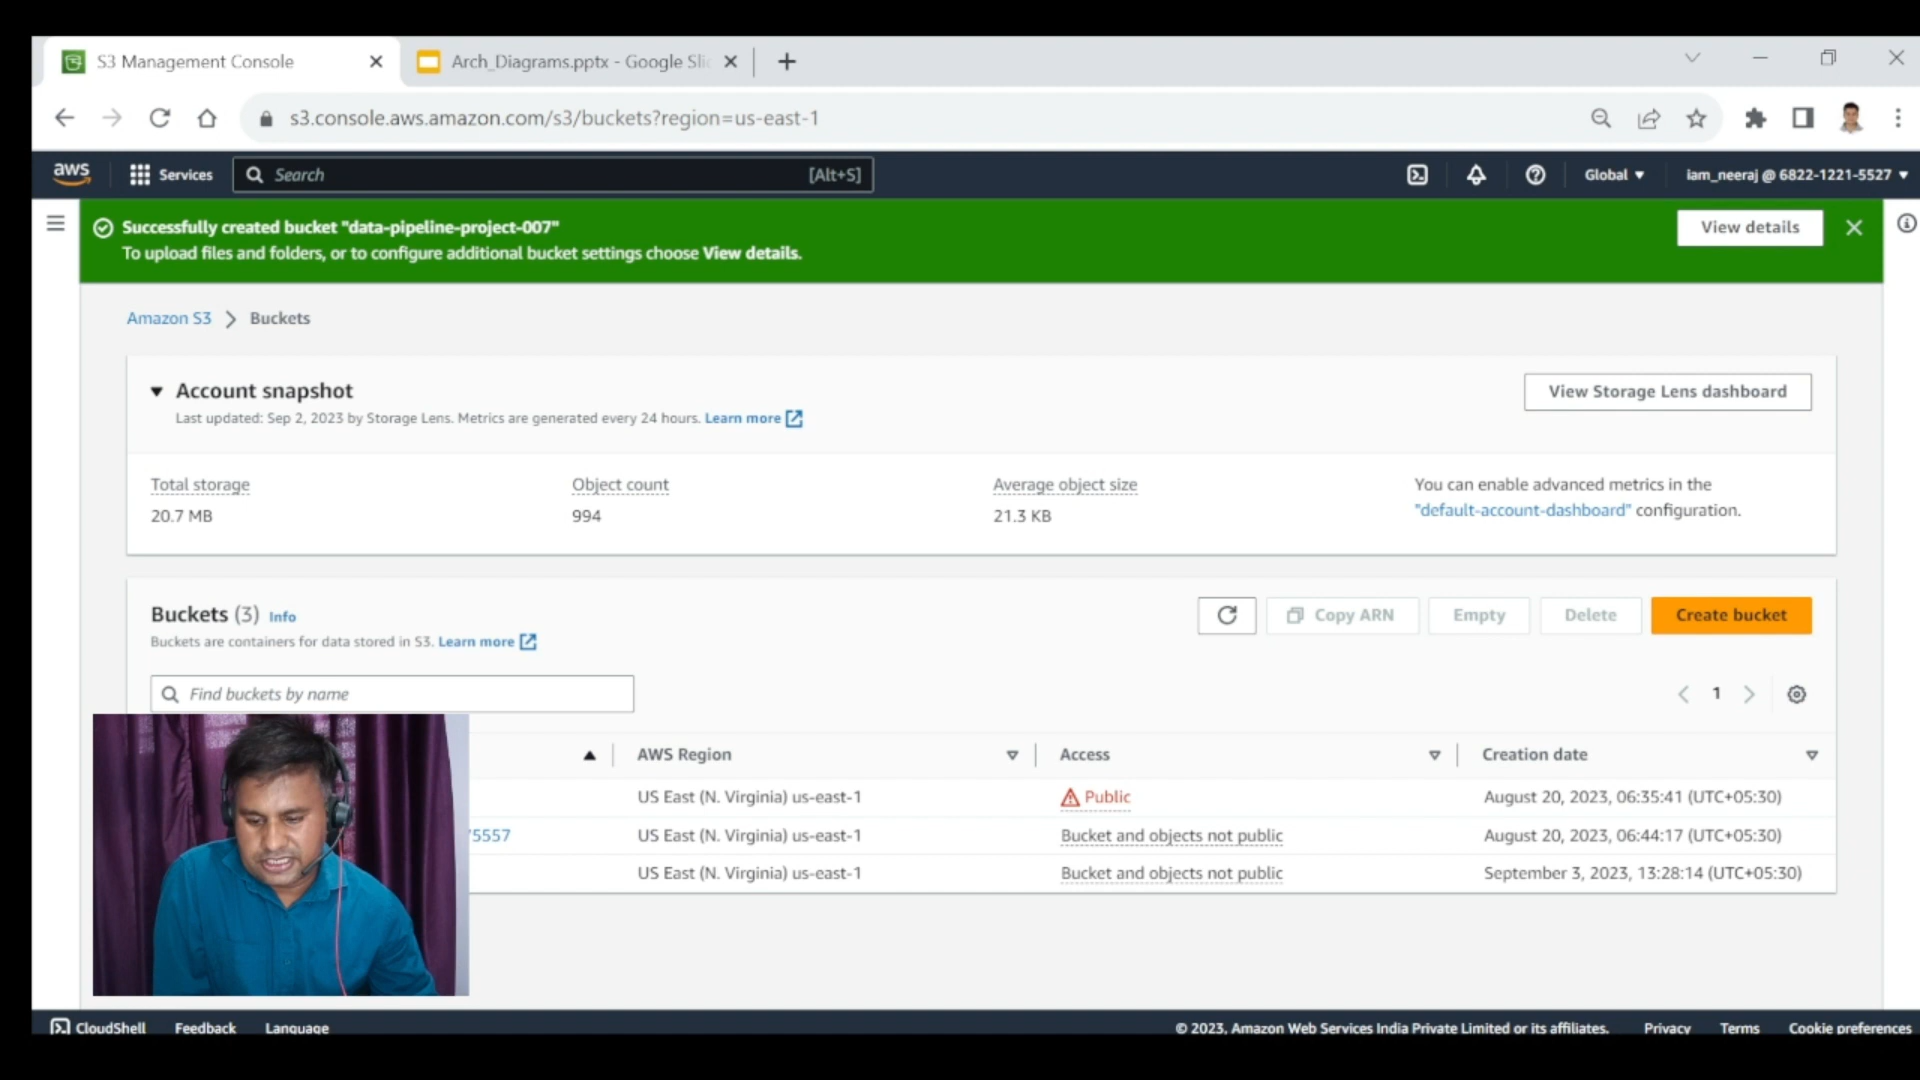 S3 Management Console
Arch_Diagrams.pptx - Google Slid
s3.console.aws.amazon.com/s3/buckets?region=us-east-1
aws Services Search [Alt+S] Global iam_neeraj @ 6822-1221-5527
Successfully created bucket "data-pipeline-project-007"
To upload files and folders, or to configure additional bucket settings choose View details.
View details
Amazon S3 Buckets
Account snapshot
Last updated: Sep 2, 2023 by Storage Lens. Metrics are generated every 24 hours. Learn more
View Storage Lens dashboard
Total storage
20.7 MB
Object count
994
Average object size
21.3 KB
You can enable advanced metrics in the
"default-account-dashboard" configuration.
Buckets (3) Info
Buckets are containers for data stored in S3. Learn more
Copy ARN Empty Delete Create bucket
Find buckets by name
1
AWS Region Access Creation date
US East (N. Virginia) us-east-1 Public August 20, 2023, 06:35:41 (UTC+05:30)
5557 US East (N. Virginia) us-east-1 Bucket and objects not public August 20, 2023, 06:44:17 (UTC+05:30)
US East (N. Virginia) us-east-1 Bucket and objects not public September 3, 2023, 13:28:14 (UTC+05:30)
CloudShell Feedback Language © 2023, Amazon Web Services India Private Limited or its affiliates. Privacy Terms Cookie preferences